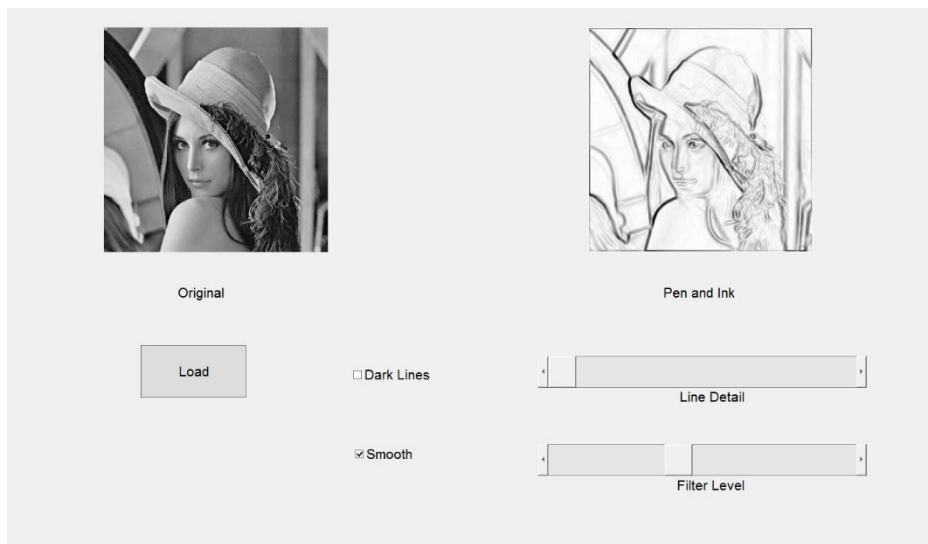 Original
Pen and Ink
Load
Dark Lines
Line Detail
Smooth
Filter Level